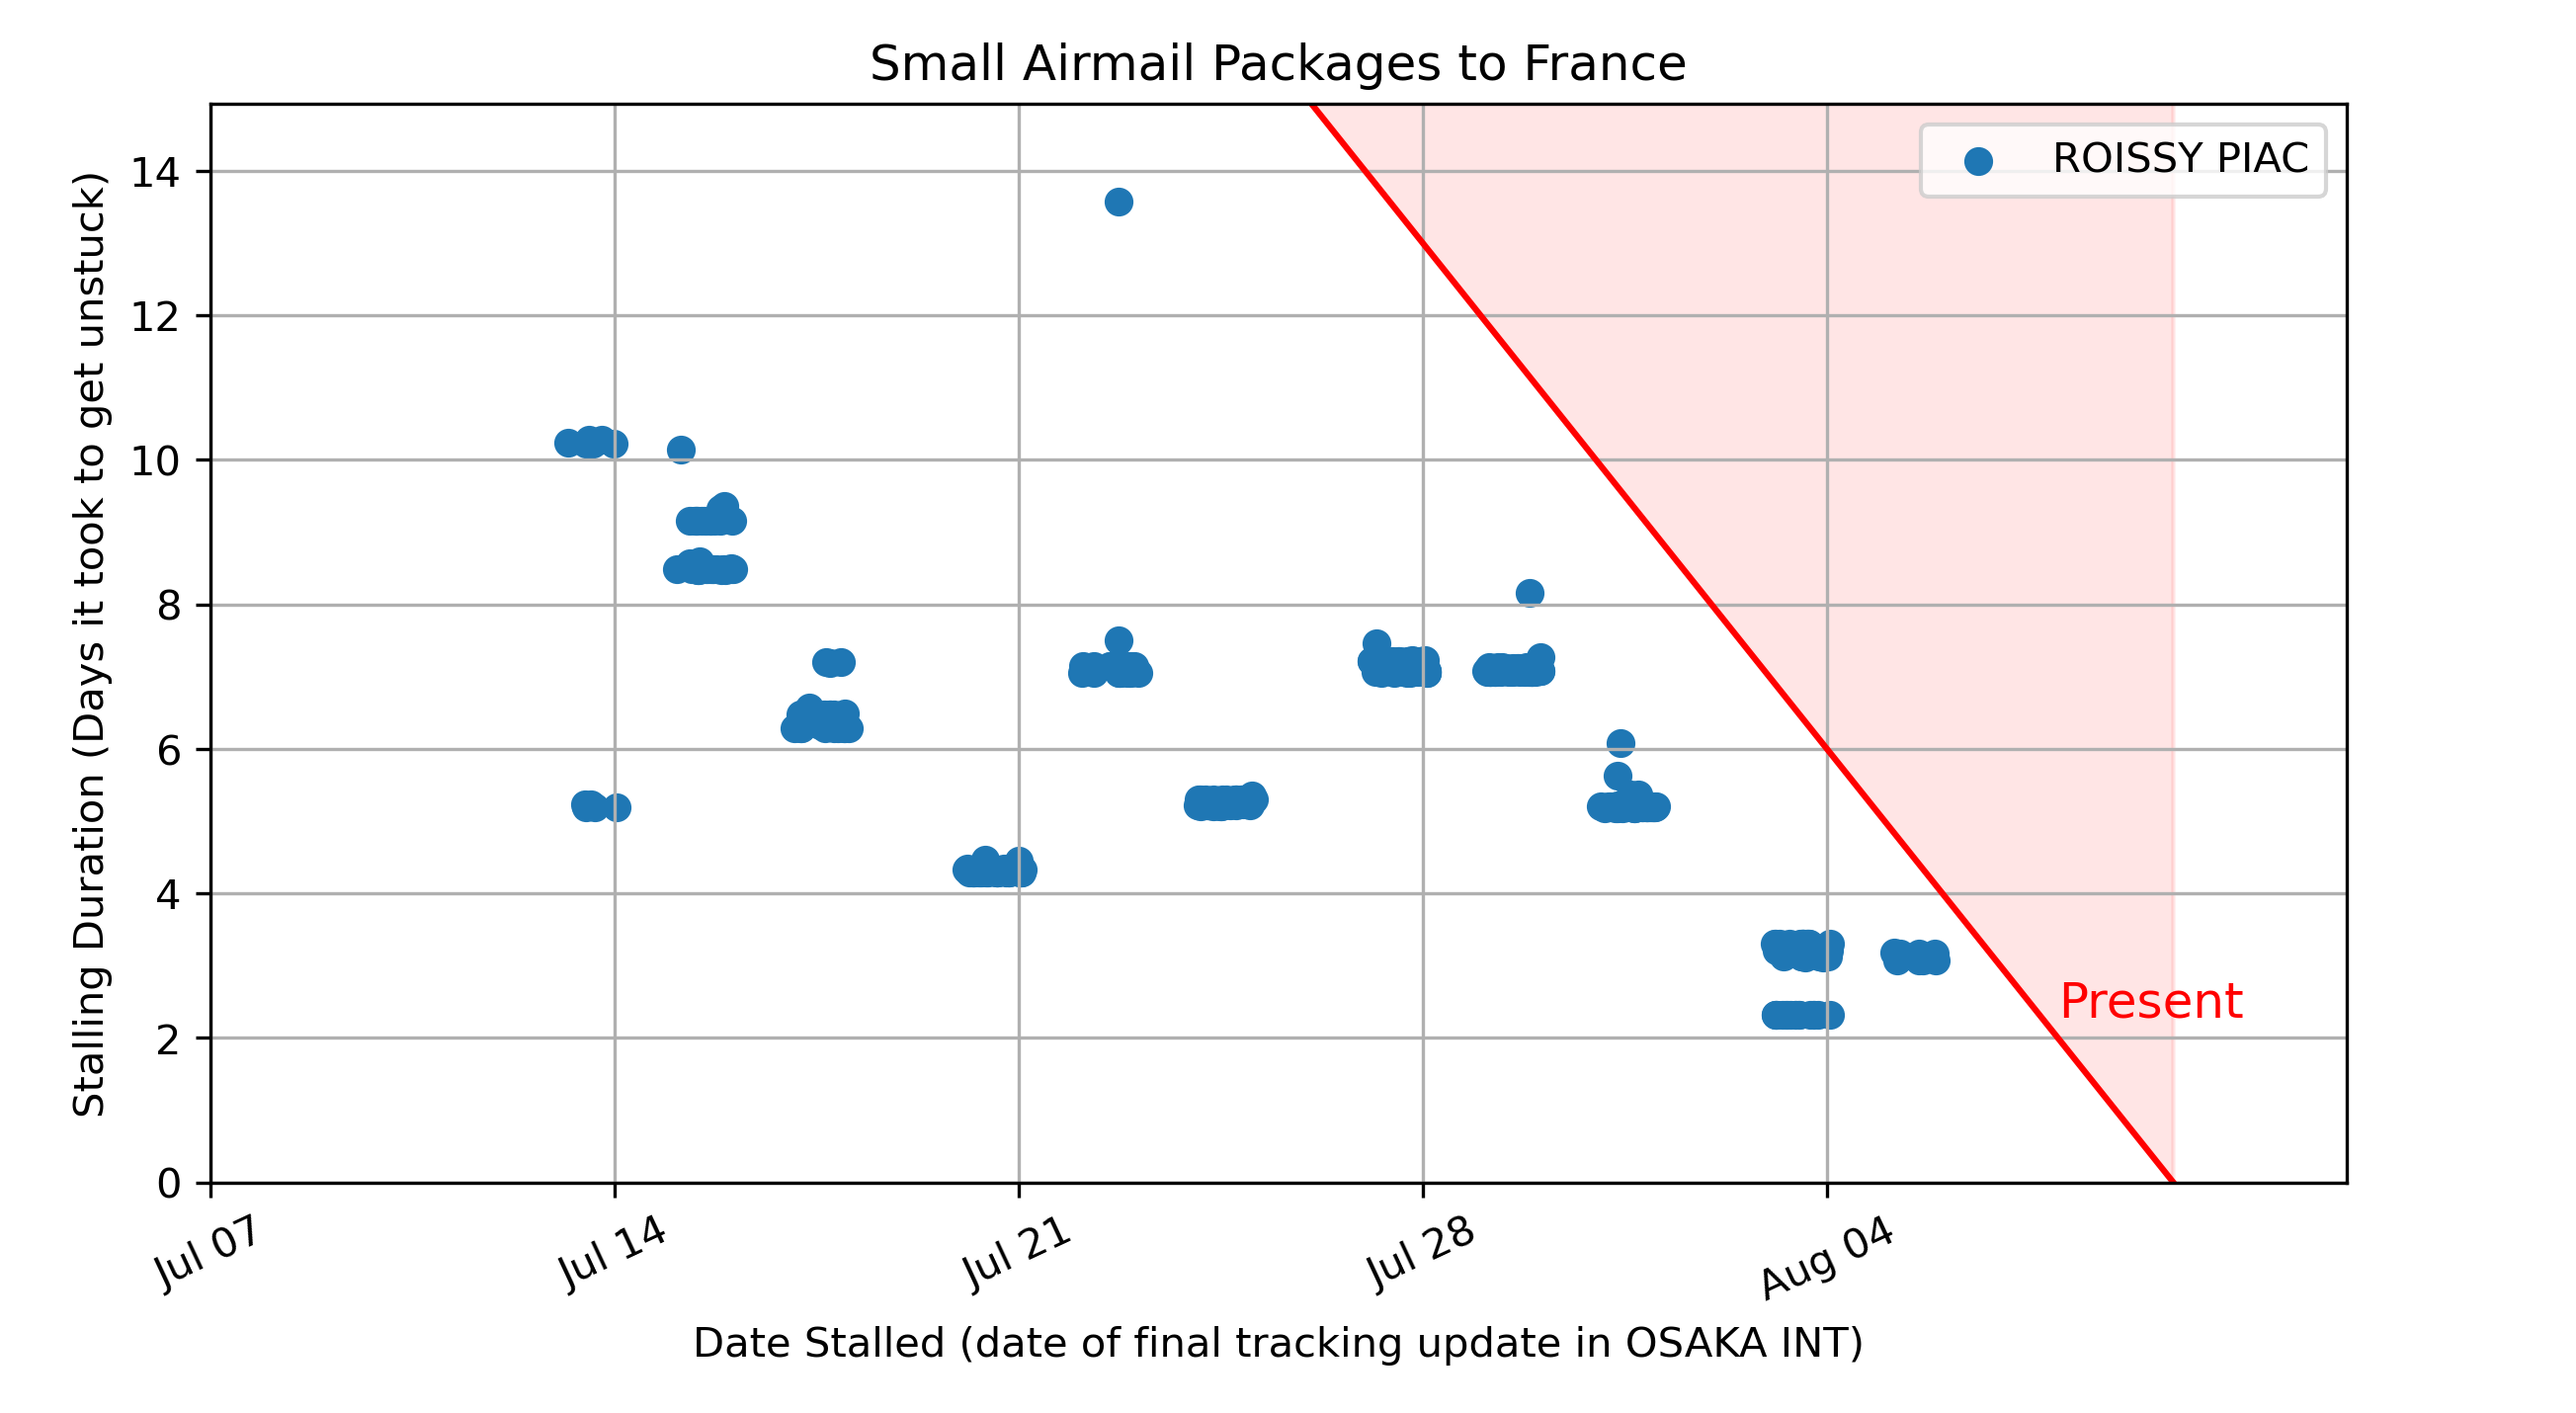 Small Airmail Packages to France
Stalling Duration (Days it took to get unstuck)
14
12
10
8
6
4
2
0
ROISSY PIAC
Present
Jul 07
Jul 14
Jul 21
Jul 28
Aug 04
Date Stalled (date of final tracking update in OSAKA INT)